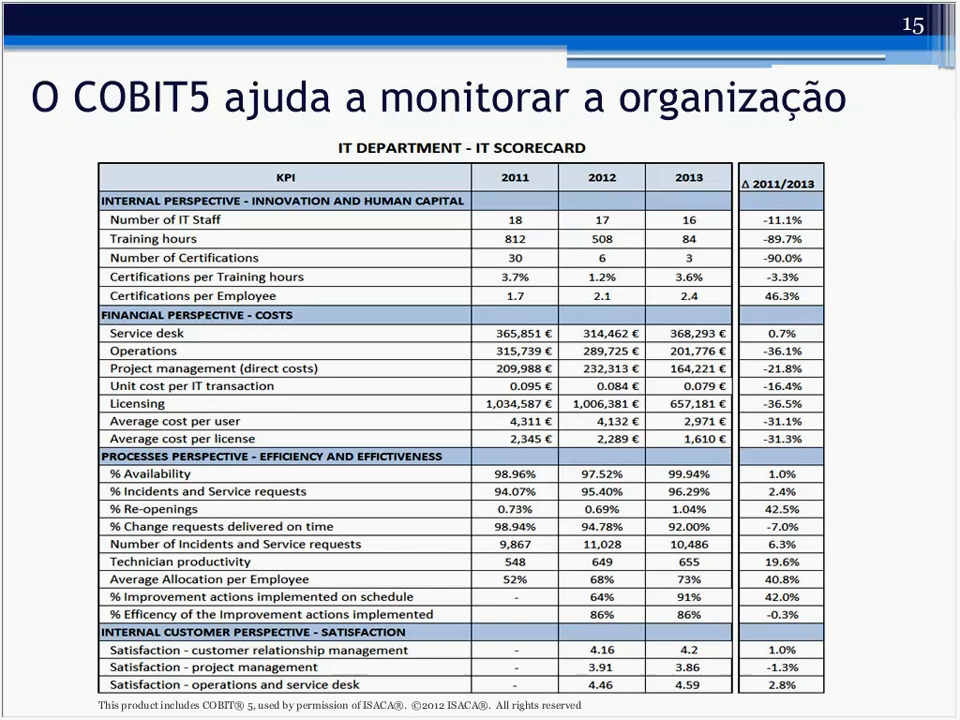 15
O COBIT5 ajuda a monitorar a organização
IT DEPARTMENT - IT SCORECARD
KPI 2011 2012 2013 Δ 2011/2013
INTERNAL PERSPECTIVE - INNOVATION AND HUMAN CAPITAL
Number of IT Staff 18 17 16 -11.1%
Training hours 812 508 84 -89.7%
Number of Certifications 30 6 3 -90.0%
Certifications per Training hours 3.7% 1.2% 3.6% -3.3%
Certifications per Employee 1.7 2.1 2.4 46.3%
FINANCIAL PERSPECTIVE - COSTS
Service desk 365,851 € 314,462 € 368,293 € 0.7%
Operations 315,739 € 289,725 € 201,776 € -36.1%
Project management (direct costs) 209,988 € 232,313 € 164,221 € -21.8%
Unit cost per IT transaction 0.095 € 0.084 € 0.079 € -16.4%
Licensing 1,034,587 € 1,006,381 € 657,181 € -36.5%
Average cost per user 4,311 € 4,132 € 2,971 € -31.1%
Average cost per license 2,345 € 2,289 € 1,610 € -31.3%
PROCESSES PERSPECTIVE - EFFICIENCY AND EFFICTIVENESS
% Availability 98.96% 97.52% 99.94% 1.0%
% Incidents and Service requests 94.07% 95.40% 96.29% 2.4%
% Re-openings 0.73% 0.69% 1.04% 42.5%
% Change requests delivered on time 98.94% 94.78% 92.00% -7.0%
Number of Incidents and Service requests 9,867 11,028 10,486 6.3%
Technician productivity 548 649 655 19.6%
Average Allocation per Employee 52% 68% 73% 40.8%
% Improvement actions implemented on schedule - 64% 91% 42.0%
% Efficency of the Improvement actions implemented 86% 86% -0.3%
INTERNAL CUSTOMER PERSPECTIVE - SATISFACTION
Satisfaction - customer relationship management - 4.16 4.2 1.0%
Satisfaction - project management - 3.91 3.86 -1.3%
Satisfaction - operations and service desk - 4.46 4.59 2.8%
This product includes COBIT® 5, used by permission of ISACA®. ©2012 ISACA®. All rights reserved